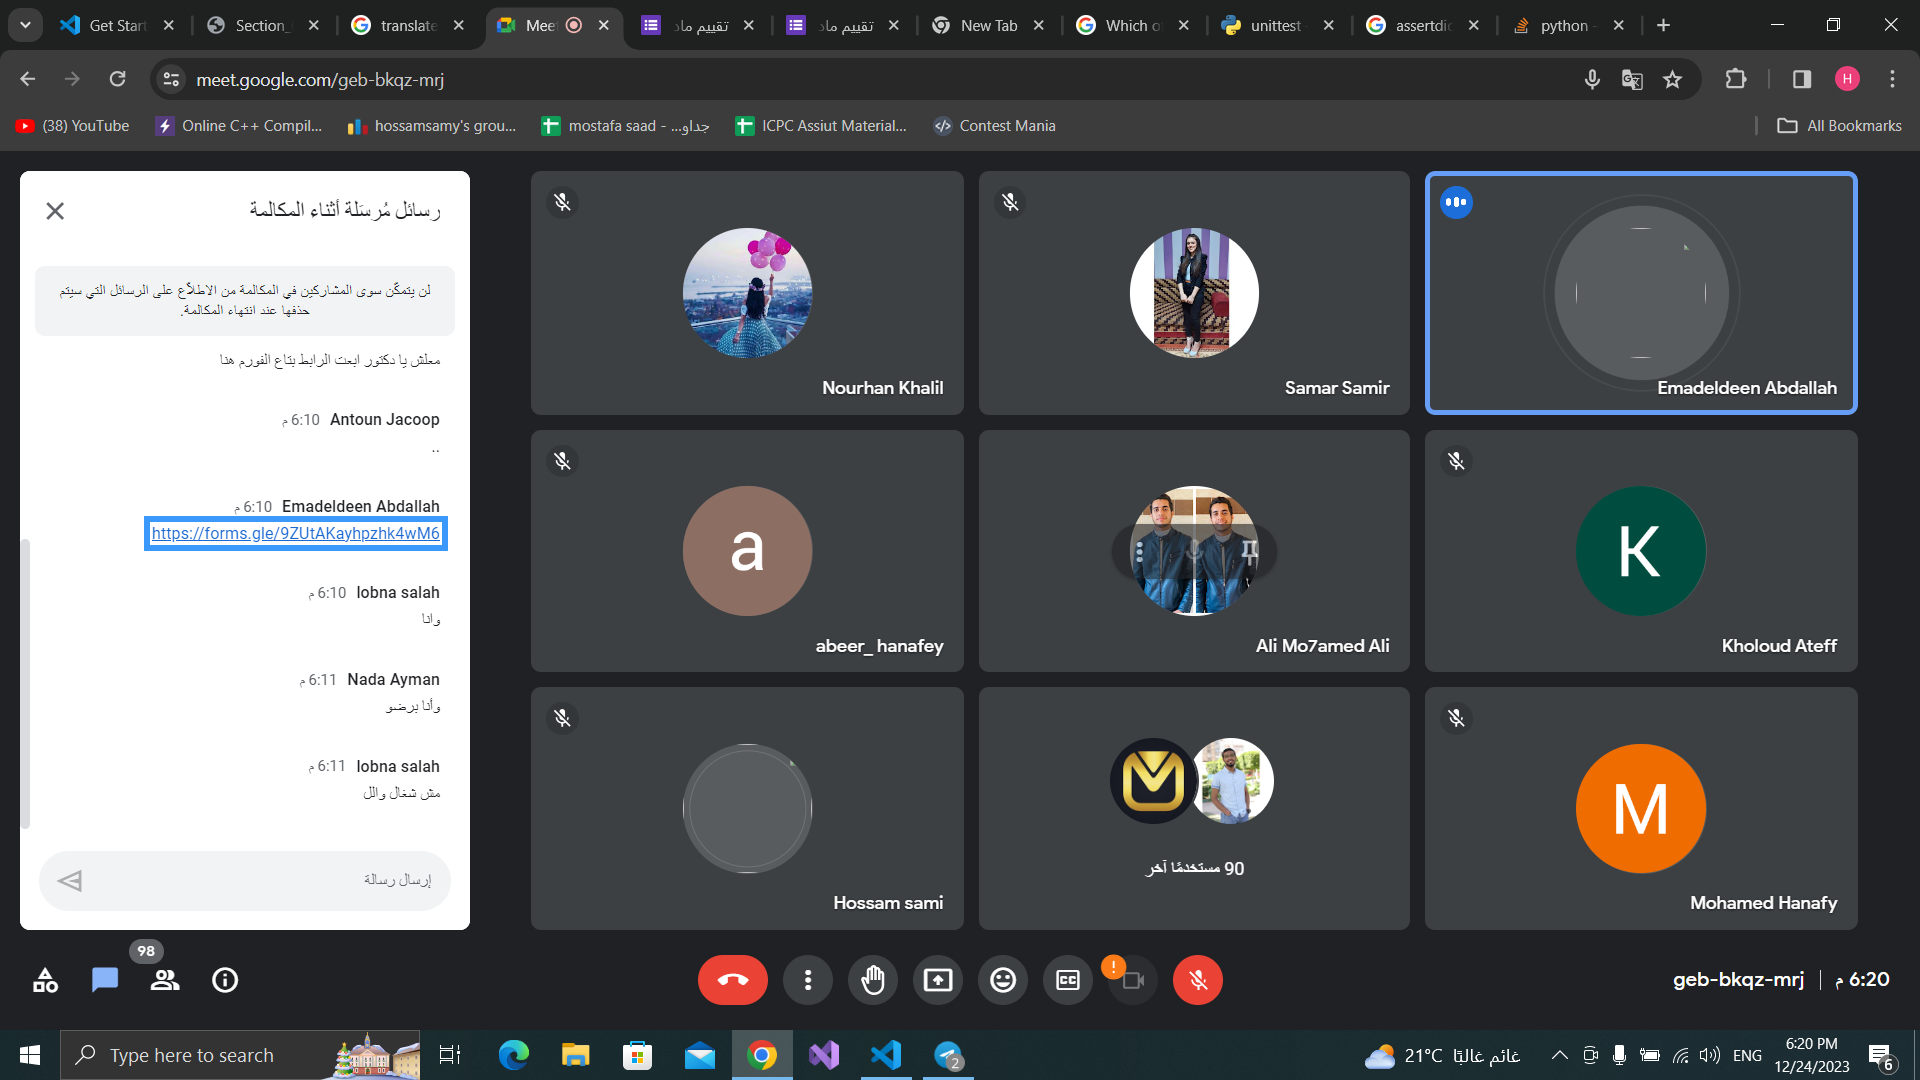 Get Start
Section_
translate
Meet
تقييم ماد
تقييم ماد
New Tab
Which o
unittest
assertdic
python -
meet.google.com/geb-bkqz-mrj
H
(38) YouTube
Online C++ Compil...
hossamsamy's grou...
mostafa saad - ...جداو
ICPC Assiut Material...
Contest Mania
All Bookmarks
رسائل مُرسَلة أثناء المكالمة
لن يتمكّن سوى المشاركين في المكالمة من الاطلاّع على الرسائل التي سيتم
حذفها عند انتهاء المكالمة.
معلش يا دكتور ابعت الرابط بتاع الفورم هنا
Antoun Jacoop 6:10 م
..
Emadeldeen Abdallah 6:10 م
https://forms.gle/9ZUtAKayhpzhk4wM6
lobna salah 6:10 م
وانا
Nada Ayman 6:11 م
وأنا برضو
lobna salah 6:11 م
مش شغال والل
إرسال رسالة
Nourhan Khalil
Samar Samir
Emadeldeen Abdallah
a
abeer_ hanafey
Ali Mo7amed Ali
K
Kholoud Ateff
Hossam sami
90 مستخدمًا آخر
M
Mohamed Hanafy
98
CC
!
geb-bkqz-mrj | 6:20 م
Type here to search
2
21°C غائم غالبًا
ENG
6:20 PM
12/24/2023
6